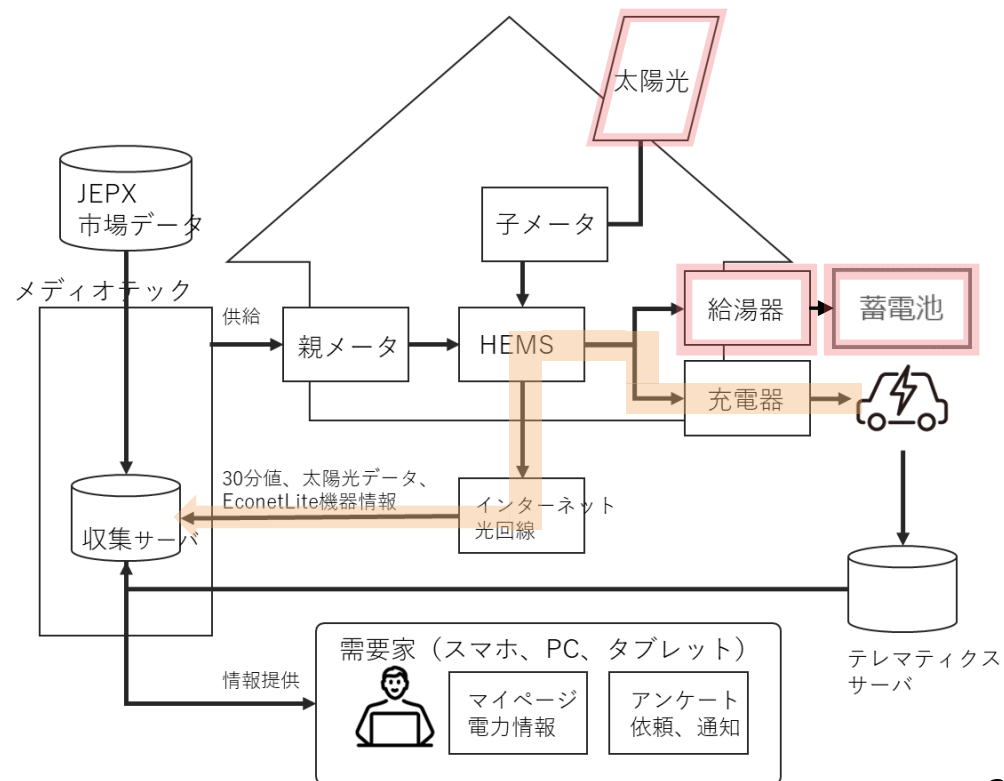 太陽光
JEPX
市場データ
子メータ
メディオテック
供給
親メータ
HEMS
給湯器
蓄電池
充電器
30分値、太陽光データ、
EconetLite機器情報
インターネット
光回線
収集サーバ
テレマティクス
サーバ
情報提供
需要家（スマホ、PC、タブレット）
マイページ
電力情報
アンケート
依頼、通知